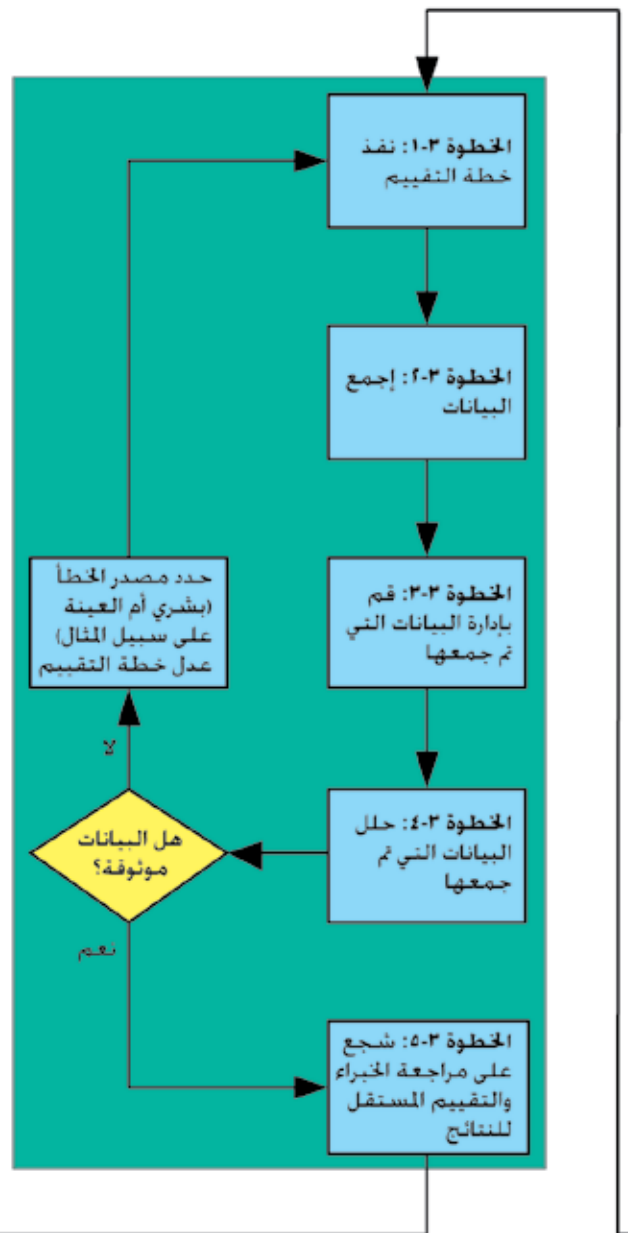 الخطوة ٣-١: نفذ
خطة التقييم
الخطوة ٣-٢: إجمع
البيانات
الخطوة ٣-٣: قم
بإدارة البيانات التي
تم جمعها
الخطوة ٣-٤: حلل
البيانات التي تم
جمعها
هل البيانات
موثوقة؟
لا
حدد مصدر الخطأ
(بشري أم العينة
على سبيل المثال)
عدل خطة التقييم
نعم
الخطوة ٣-٥: شجع
على مراجعة الخبراء
والتقييم المستقل
للنتائج